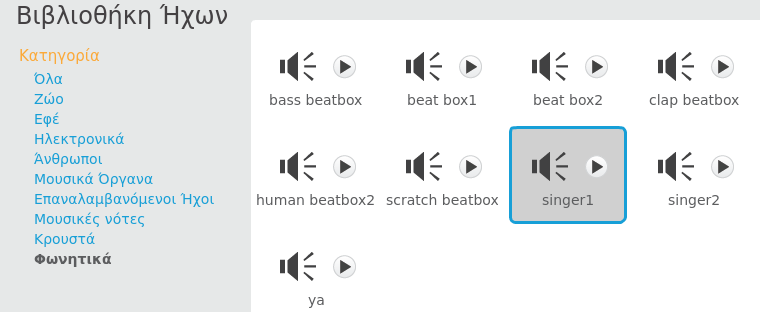 Βιβλιοθήκη Ήχων
Κατηγορία
Όλα
Ζώο
Εφέ
Ηλεκτρονικά
Άνθρωποι
Μουσικά Όργανα
Επαναλαμβανόμενοι Ήχοι
Μουσικές νότες
Κρουστά
Φωνητικά
bass beatbox beat box1 beat box2 clap beatbox
human beatbox2 scratch beatbox singer1 singer2
ya